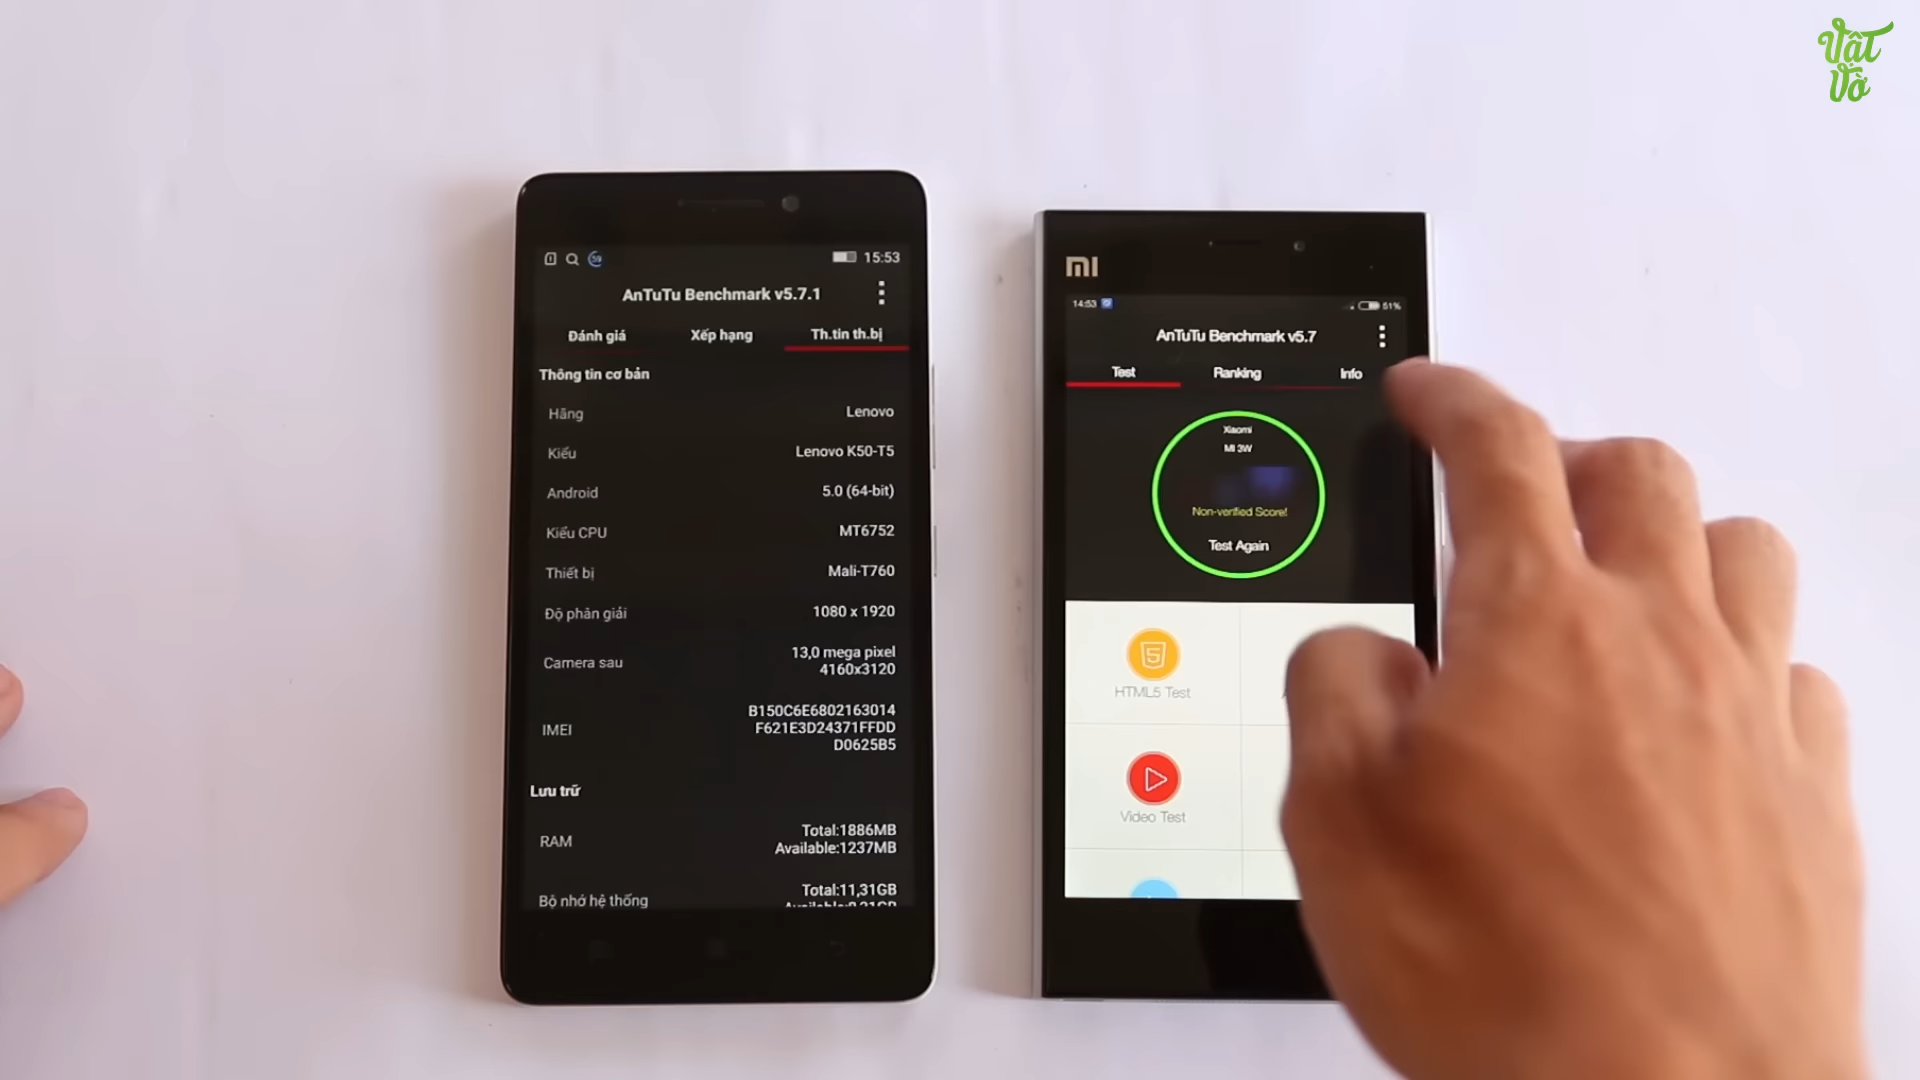 Vật
Vờ
59
15:53
AnTuTu Benchmark v5.7.1
Đánh giá
Xếp hạng
Th.tin th.bị
Thông tin cơ bản
Hãng
Lenovo
Kiểu
Lenovo K50-T5
Android
5.0 (64-bit)
Kiểu CPU
MT6752
Thiết bị
Mali-T760
Độ phân giải
1080 x 1920
Camera sau
13,0 mega pixel
4160x3120
IMEI
B150C6E6802163014
F621E3D24371FFDD
D0625B5
Lưu trữ
RAM
Total:1886MB
Available:1237MB
Bộ nhớ hệ thống
Total:11,31GB
mi
14:53
51%
AnTuTu Benchmark v5.7
Test
Ranking
Info
Xiaomi
MI 3W
Non-verified Score!
Test Again
HTML5 Test
Video Test